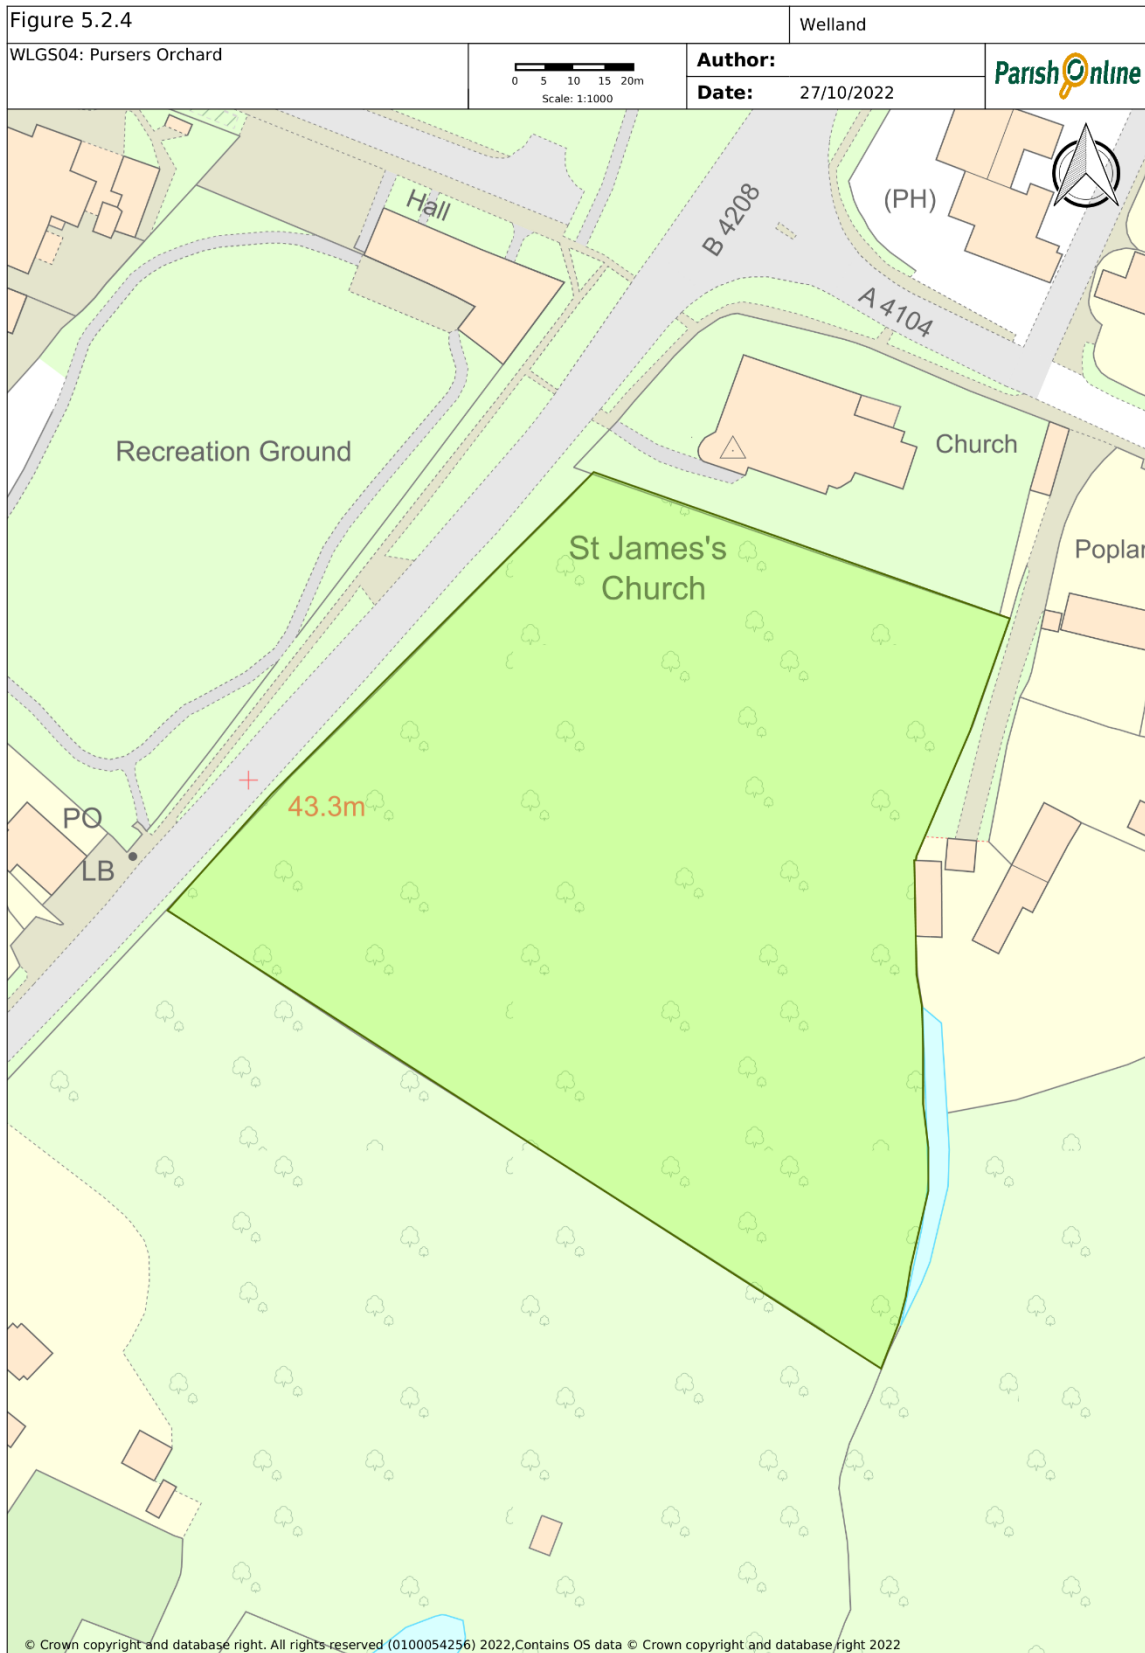 Figure 5.2.4
Welland
WLGS04: Pursers Orchard
0 5 10 15 20m
Scale: 1:1000
Author:
Date: 27/10/2022
Parish Online
Hall
B 4208
(PH)
A 4104
Recreation Ground
Church
St James's
Church
Poplar
43.3m
PO
LB
© Crown copyright and database right. All rights reserved (0100054256) 2022,Contains OS data © Crown copyright and database right 2022